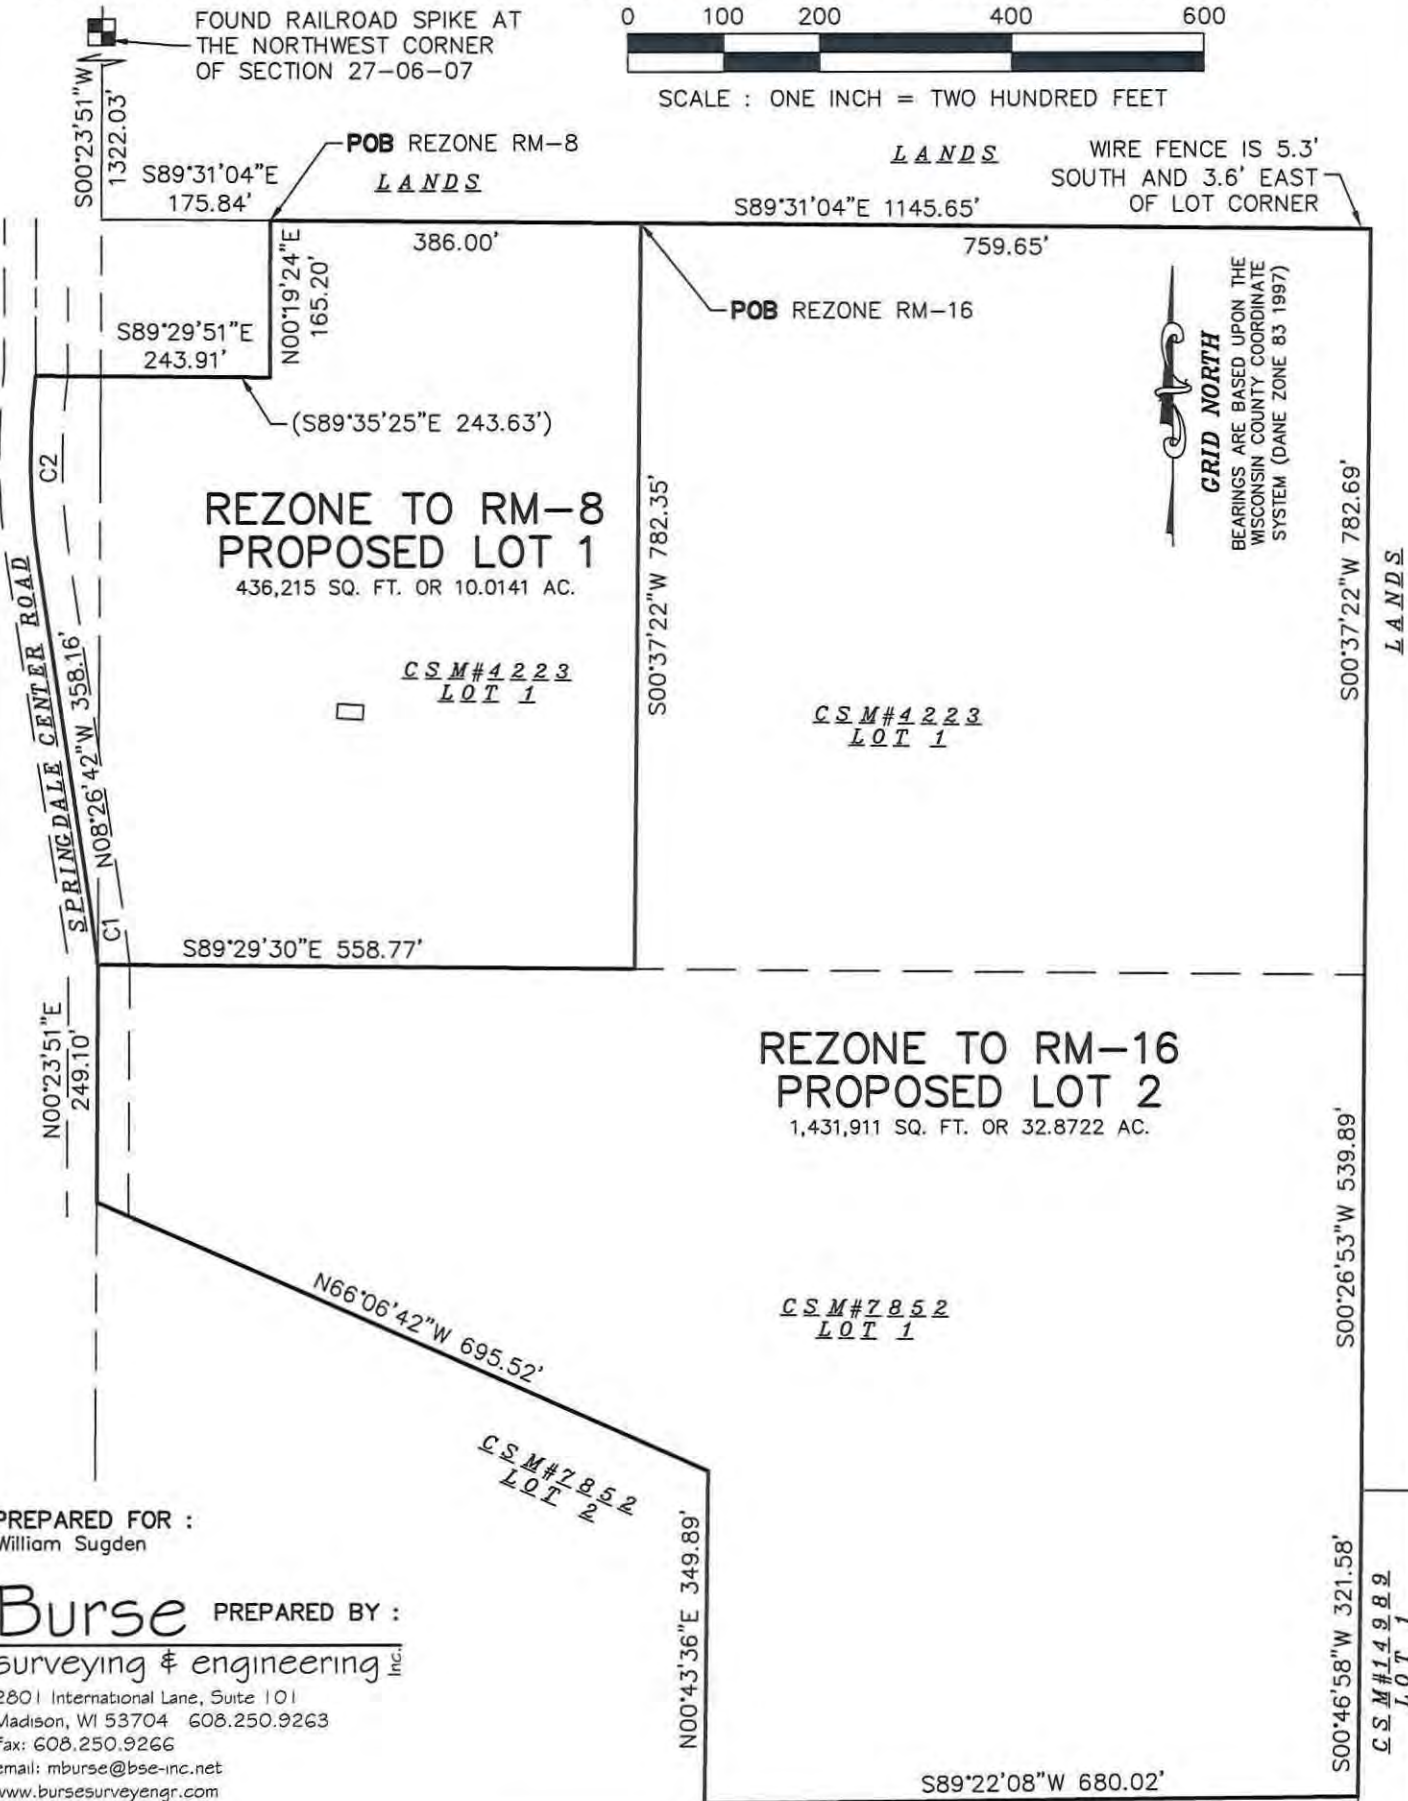 FOUND RAILROAD SPIKE AT
THE NORTHWEST CORNER
OF SECTION 27-06-07
0 100 200 400 600
SCALE : ONE INCH = TWO HUNDRED FEET
S00°23'51"W
1322.03'
S89°31'04"E
175.84'
POB REZONE RM-8
LANDS
LANDS
WIRE FENCE IS 5.3'
SOUTH AND 3.6' EAST
OF LOT CORNER
S89°31'04"E 1145.65'
386.00'
759.65'
N00°19'24"E
165.20'
POB REZONE RM-16
S89°29'51"E
243.91'
(S89°35'25"E 243.63')
GRID NORTH
BEARINGS ARE BASED UPON THE
WISCONSIN COUNTY COORDINATE
SYSTEM (DANE ZONE 83 1997)
C2
REZONE TO RM-8
PROPOSED LOT 1
436,215 SQ. FT. OR 10.0141 AC.
S00°37'22"W 782.35'
S00°37'22"W 782.69'
LANDS
SPRINGDALE CENTER ROAD
N08°26'42"W 358.16'
CSM#4223
LOT 1
CSM#4223
LOT 1
C1
S89°29'30"E 558.77'
N00°23'51"E
249.10'
REZONE TO RM-16
PROPOSED LOT 2
1,431,911 SQ. FT. OR 32.8722 AC.
S00°26'53"W 539.89'
N66°06'42"W 695.52'
CSM#7852
LOT 1
CSM#7852
LOT 2
PREPARED FOR :
William Sugden
N00°43'36"E 349.89'
S00°46'58"W 321.58'
CSM#14989
LOT 1
Burse PREPARED BY :
surveying & engineering Inc.
2801 International Lane, Suite 101
Madison, WI 53704 608.250.9263
Fax: 608.250.9266
email: mburse@bse-inc.net
www.bursesurveyengr.com
S89°22'08"W 680.02'